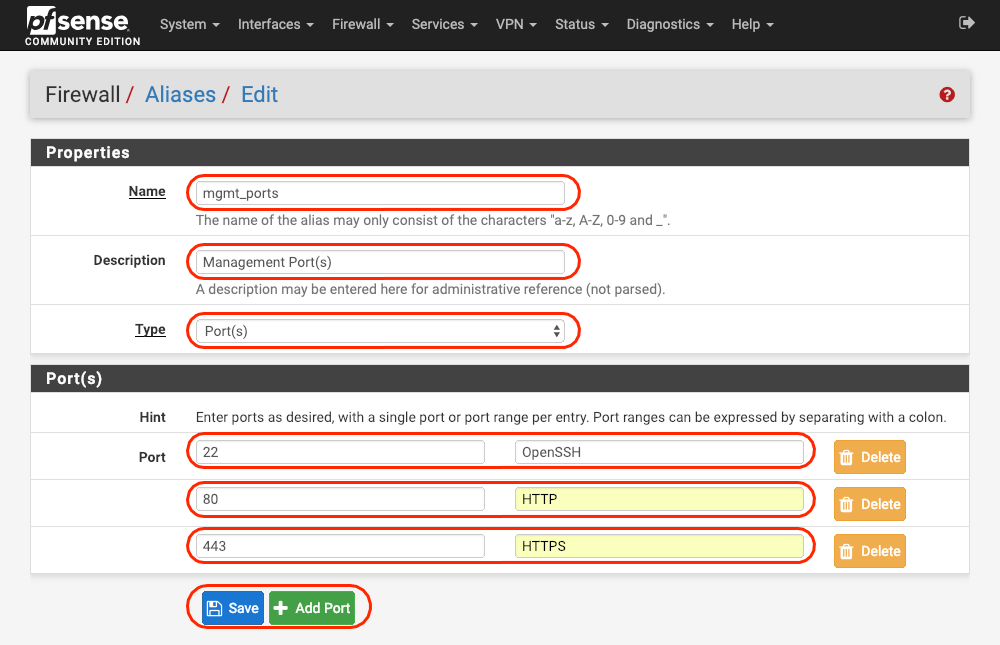 pfsense
COMMUNITY EDITION
System Interfaces Firewall Services VPN Status Diagnostics Help
Firewall / Aliases / Edit
Properties
Name mgmt_ports
The name of the alias may only consist of the characters "a-z, A-Z, 0-9 and _".
Description Management Port(s)
A description may be entered here for administrative reference (not parsed).
Type Port(s)
Port(s)
Hint Enter ports as desired, with a single port or port range per entry. Port ranges can be expressed by separating with a colon.
Port 22 OpenSSH Delete
80 HTTP Delete
443 HTTPS Delete
Save Add Port